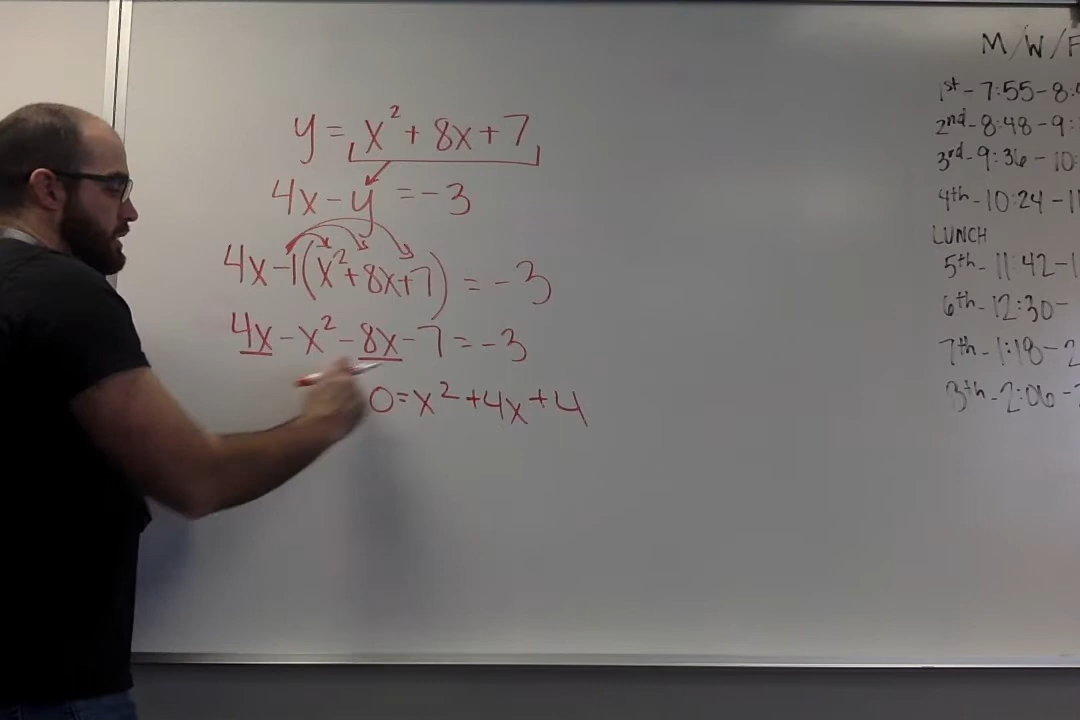 y = x² + 8x + 7
4x - y = -3
4x - 1(x² + 8x + 7) = -3
4x - x² - 8x - 7 = -3
0 = x² + 4x + 4
M/W/F
1st - 7:55 - 8:
2nd - 8:48 - 9:
3rd - 9:36 - 10:
4th - 10:24 - 11
LUNCH
5th - 11:42 - 1
6th - 12:30 -
7th - 1:18 - 2
8th - 2:06 -